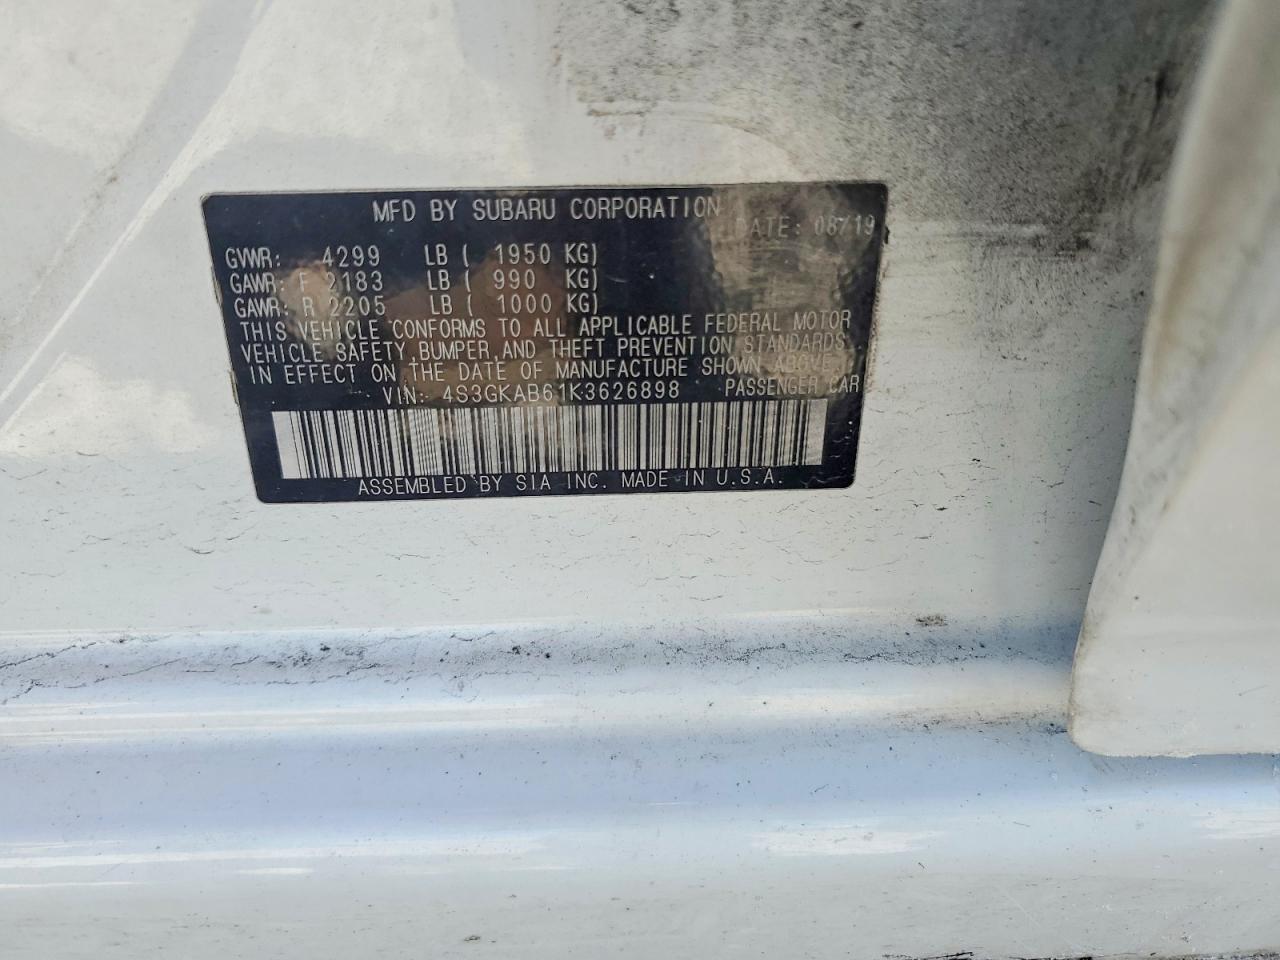 MFD BY SUBARU CORPORATION
DATE: 08/19
GVWR: 4299 LB ( 1950 KG)
GAWR: F 2183 LB ( 990 KG)
GAWR: R 2205 LB ( 1000 KG)
THIS VEHICLE CONFORMS TO ALL APPLICABLE FEDERAL MOTOR
VEHICLE SAFETY, BUMPER, AND THEFT PREVENTION STANDARDS
IN EFFECT ON THE DATE OF MANUFACTURE SHOWN ABOVE.
VIN: 4S3GKAB61K3626898 PASSENGER CAR
ASSEMBLED BY SIA INC. MADE IN U.S.A.